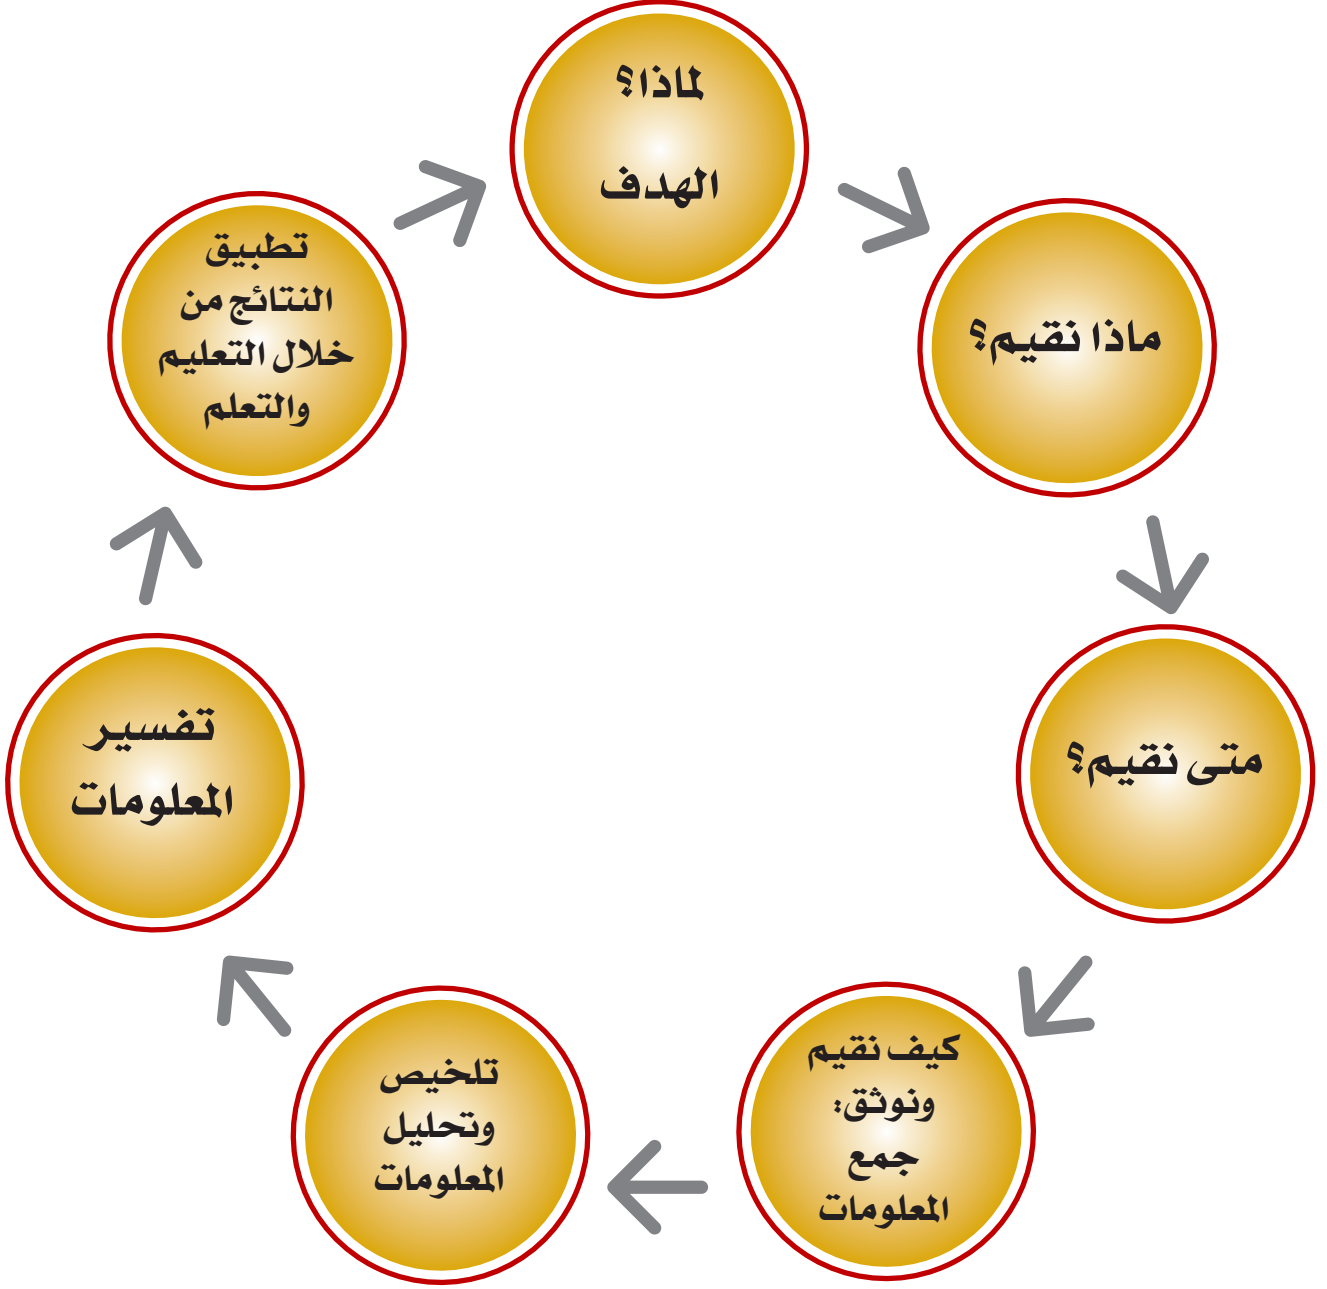 لماذا؟
الهدف
ماذا نقيم؟
متى نقيم؟
كيف نقيم
ونوثق:
جمع
المعلومات
تلخيص
وتحليل
المعلومات
تفسير
المعلومات
تطبيق
النتائج من
خلال التعليم
والتعلم